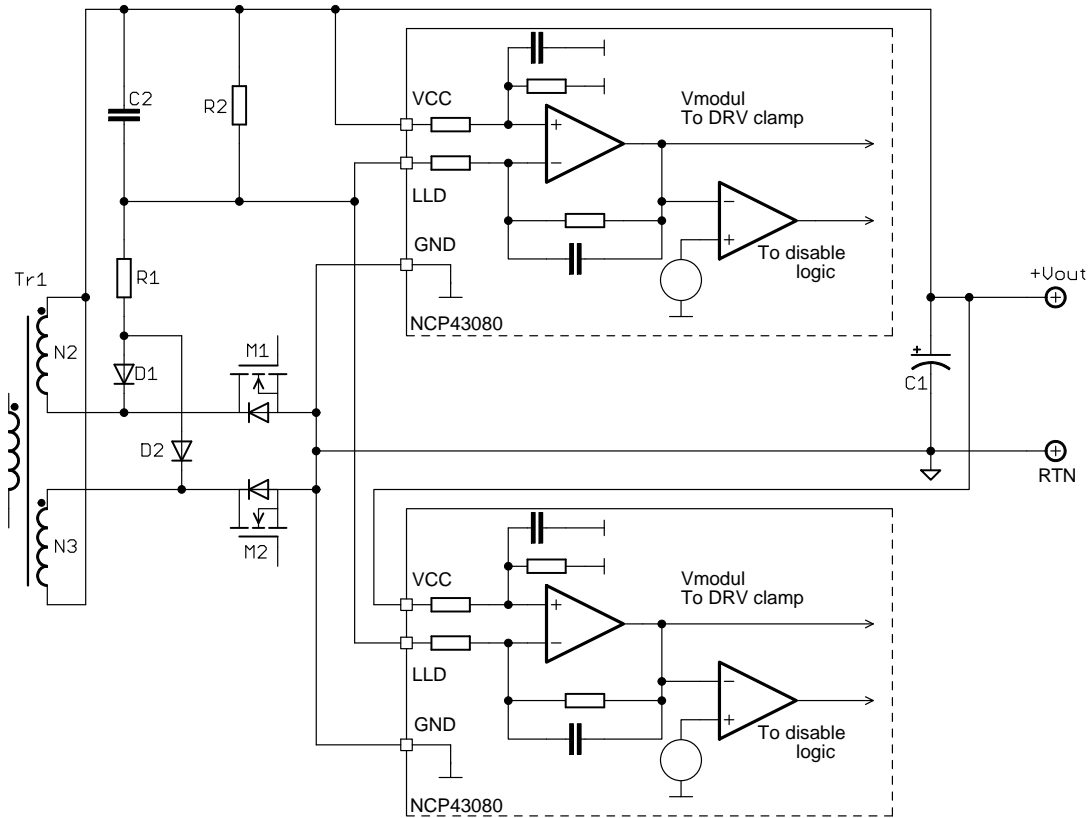 C2
R2
VCC
LLD
GND
Vmodul
To DRV clamp
+
−
−
+
To disable
logic
NCP43080
Tr1
R1
N2
D1
M1
D2
N3
M2
+Vout
+
C1
RTN
VCC
LLD
GND
Vmodul
To DRV clamp
+
−
−
+
To disable
logic
NCP43080